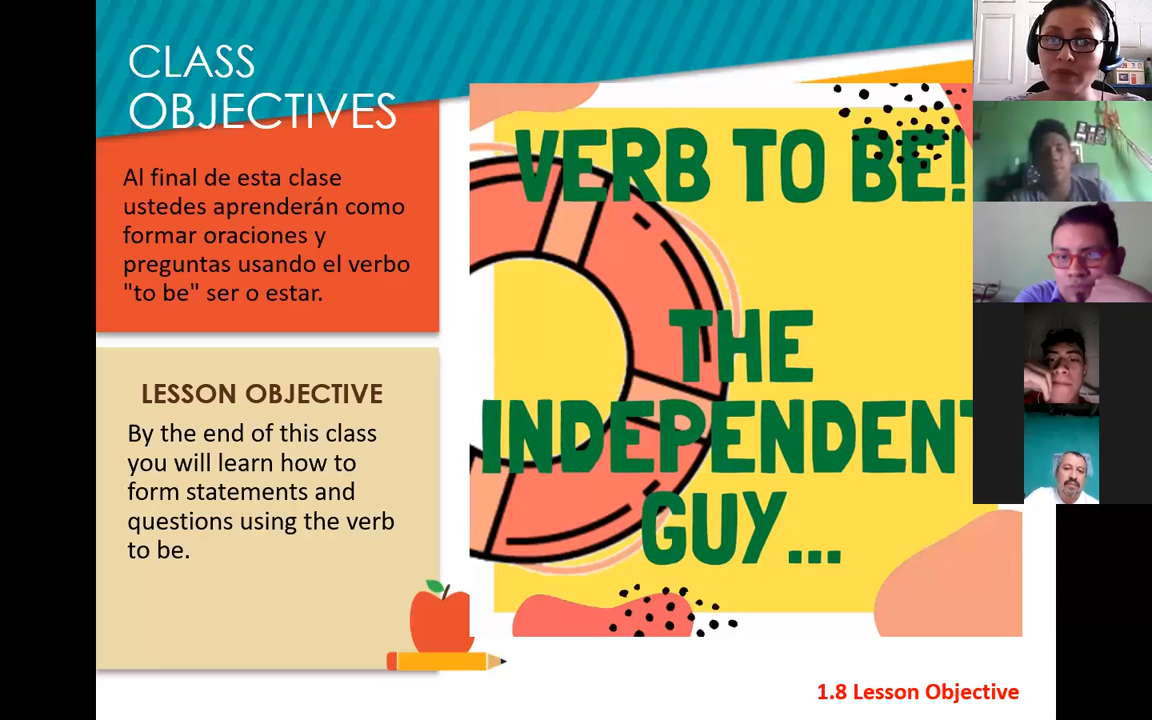 CLASS
OBJECTIVES
Al final de esta clase
ustedes aprenderán como
formar oraciones y
preguntas usando el verbo
"to be" ser o estar.
LESSON OBJECTIVE
By the end of this class
you will learn how to
form statements and
questions using the verb
to be.
VERB TO BE!
THE
INDEPENDENT
GUY...
1.8 Lesson Objective